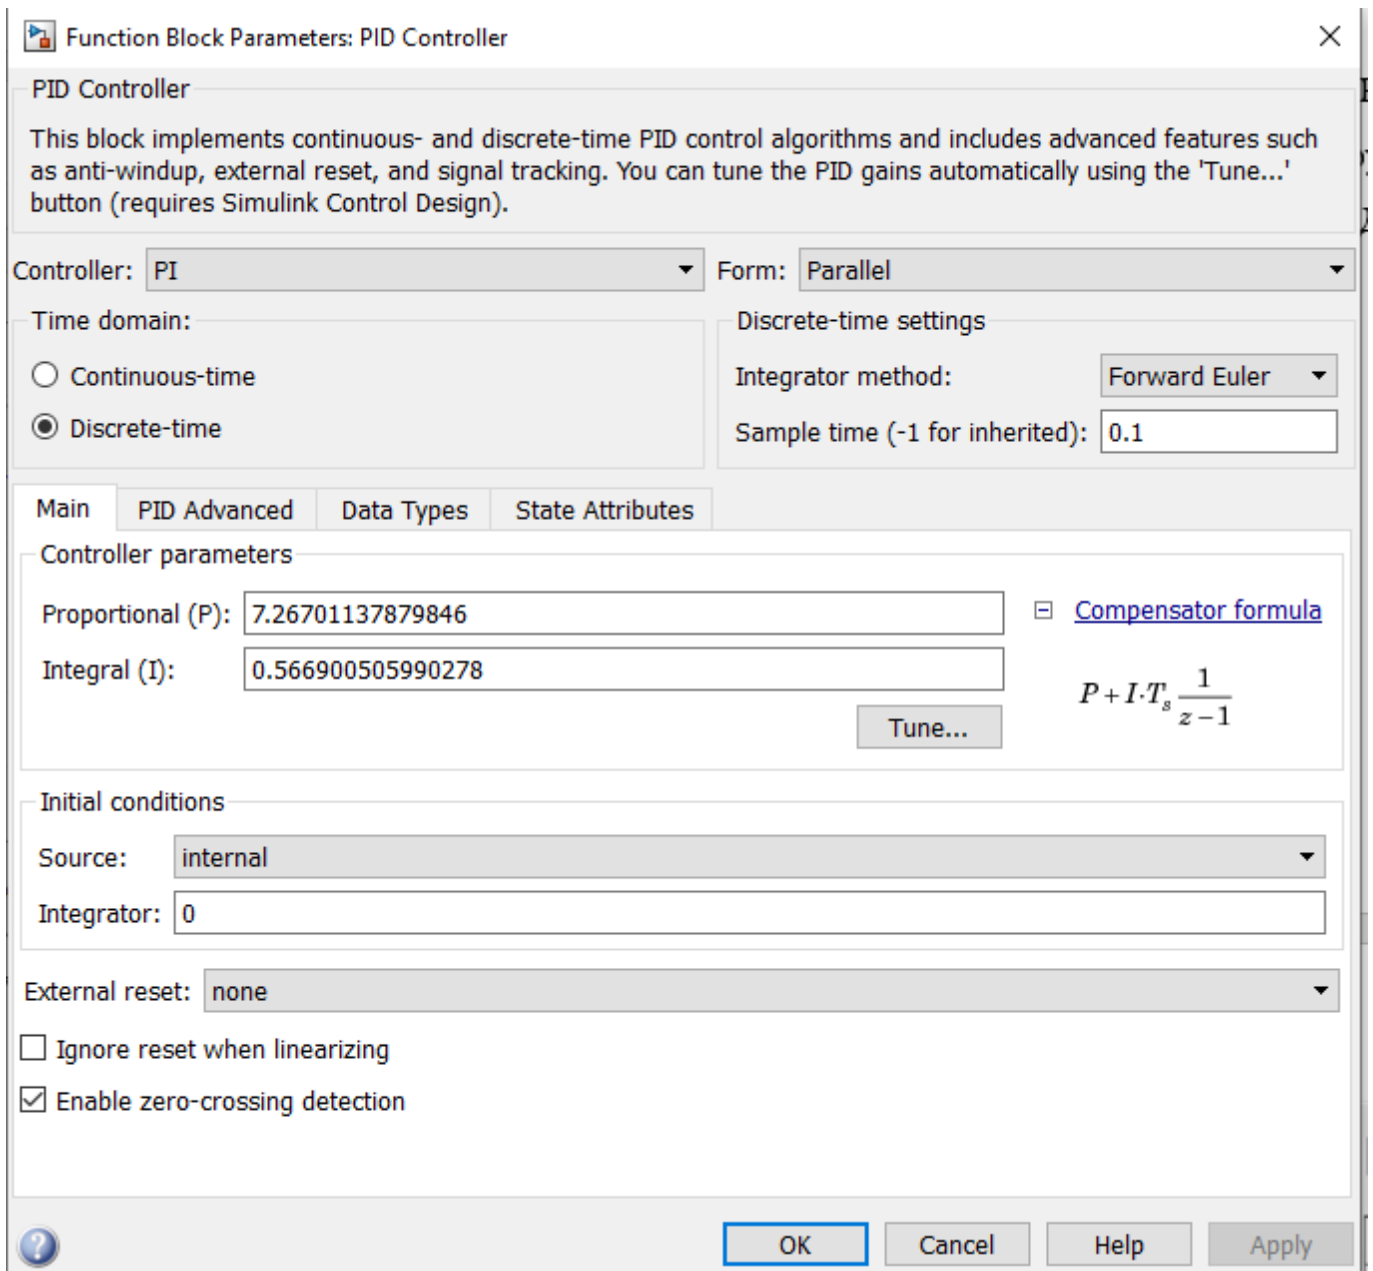 Function Block Parameters: PID Controller
PID Controller
This block implements continuous- and discrete-time PID control algorithms and includes advanced features such
as anti-windup, external reset, and signal tracking. You can tune the PID gains automatically using the 'Tune...'
button (requires Simulink Control Design).
Controller: PI Form: Parallel
Time domain: Discrete-time settings
Continuous-time Integrator method: Forward Euler
Discrete-time Sample time (-1 for inherited): 0.1
Main PID Advanced Data Types State Attributes
Controller parameters
Proportional (P): 7.26701137879846 Compensator formula
Integral (I): 0.566900505990278
P + I·Ts 1/(z − 1)
Tune...
Initial conditions
Source: internal
Integrator: 0
External reset: none
Ignore reset when linearizing
Enable zero-crossing detection
OK Cancel Help Apply